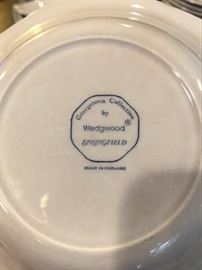 Georgetown Collection
by
Wedgwood ®
SPRINGFIELD
MADE IN ENGLAND